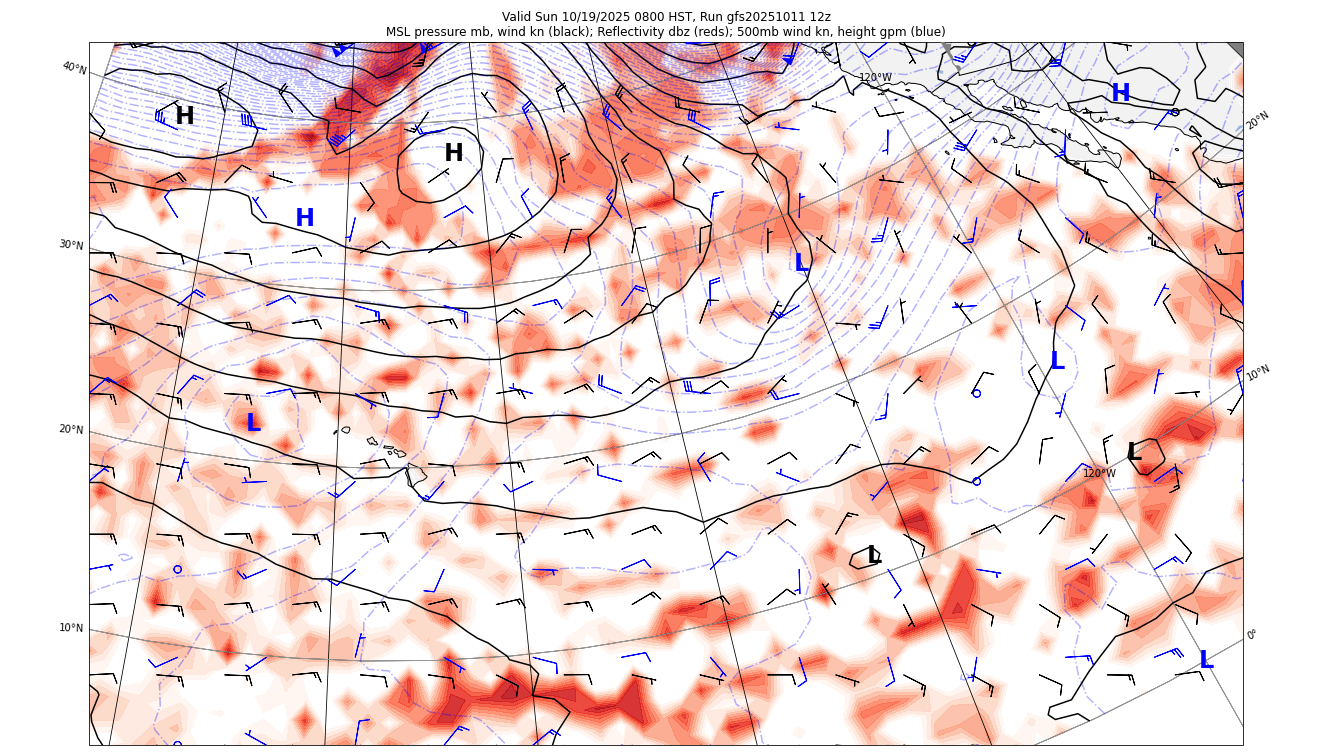 Valid Sun 10/19/2025 0800 HST, Run gfs20251011 12z
MSL pressure mb, wind kn (black); Reflectivity dbz (reds); 500mb wind kn, height gpm (blue)
40°N
120°W
H
H
20°N
H
H
30°N
L
L
10°N
L
20°N
L
120°W
L
10°N
0°
L